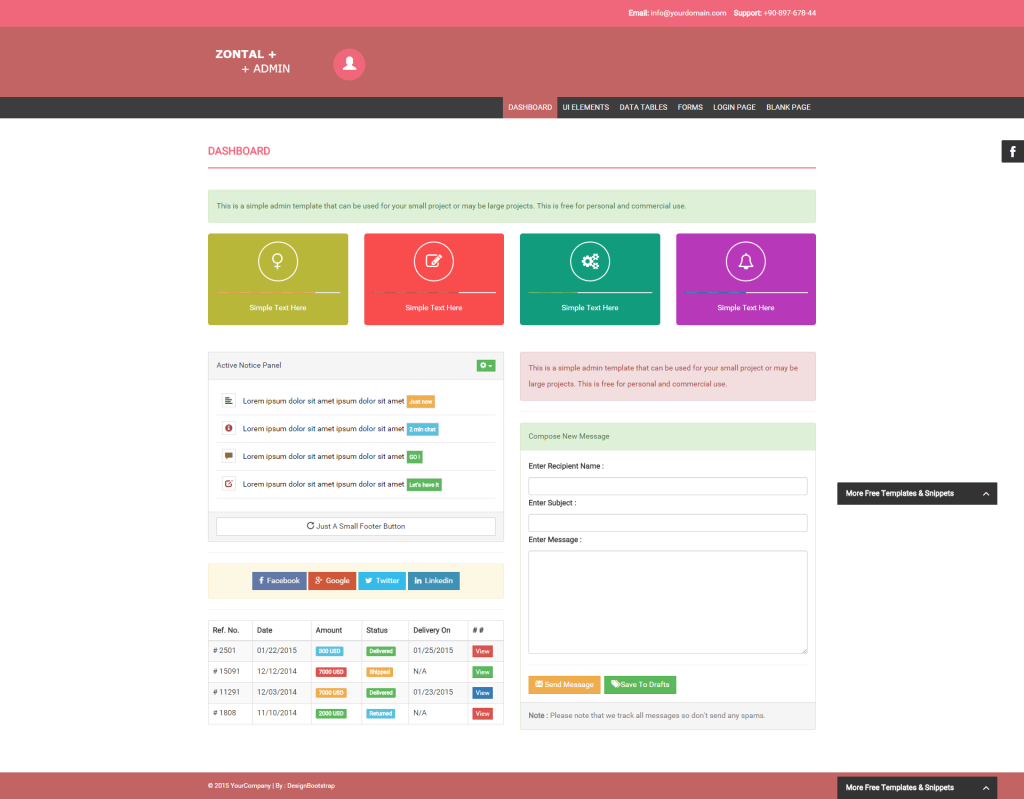 Email: info@yourdomain.com Support: +90-897-678-44
ZONTAL +
+ ADMIN
DASHBOARD UI ELEMENTS DATA TABLES FORMS LOGIN PAGE BLANK PAGE
DASHBOARD
This is a simple admin template that can be used for your small project or may be large projects. This is free for personal and commercial use.
Simple Text Here Simple Text Here Simple Text Here Simple Text Here
Active Notice Panel
Lorem ipsum dolor sit amet ipsum dolor sit amet Just now
Lorem ipsum dolor sit amet ipsum dolor sit amet 2 min chat
Lorem ipsum dolor sit amet ipsum dolor sit amet GO !
Lorem ipsum dolor sit amet ipsum dolor sit amet Let's have it
Just A Small Footer Button
Facebook Google Twitter Linkedin
Ref. No. Date Amount Status Delivery On # #
# 2501 01/22/2015 300 USD Delivered 01/25/2015 View
# 15091 12/12/2014 7000 USD Shipped N/A View
# 11291 12/03/2014 7000 USD Delivered 01/23/2015 View
# 1808 11/10/2014 2000 USD Returned N/A View
This is a simple admin template that can be used for your small project or may be
large projects. This is free for personal and commercial use.
Compose New Message
Enter Recipient Name :
Enter Subject :
Enter Message :
Send Message Save To Drafts
Note : Please note that we track all messages so don't send any spams.
More Free Templates & Snippets
© 2015 YourCompany | By : DesignBootstrap
More Free Templates & Snippets